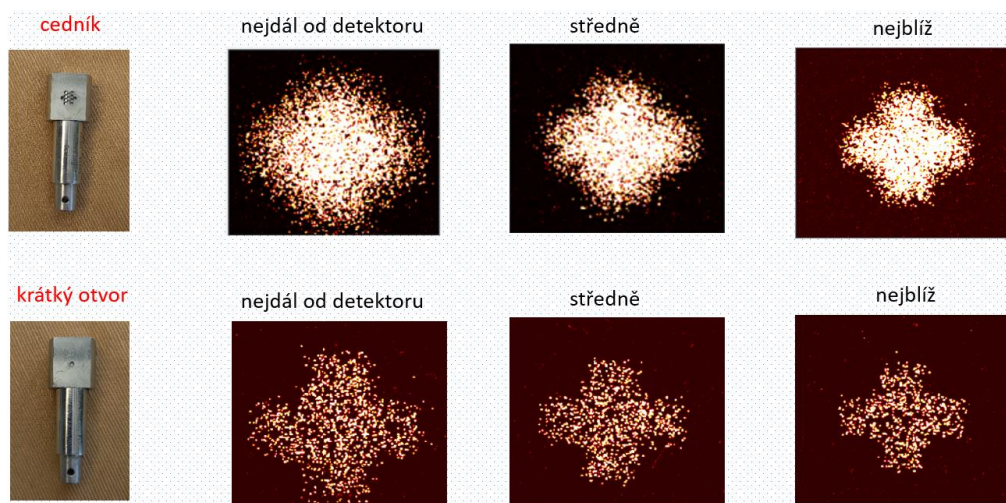 cedník
nejdál od detektoru
středně
nejblíž
krátký otvor
nejdál od detektoru
středně
nejblíž